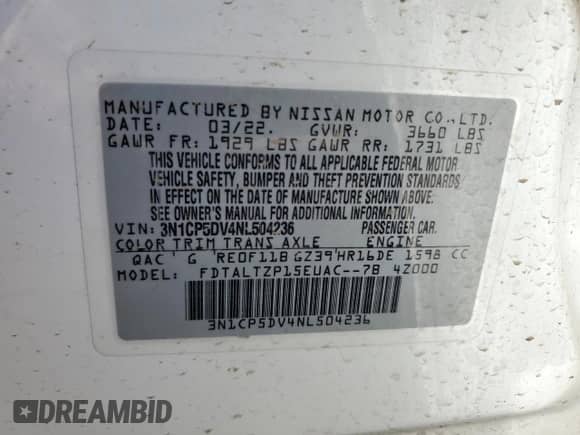 MANUFACTURED BY NISSAN MOTOR CO.,LTD.
DATE: 03/22. GVWR: 3660 LBS
GAWR FR: 1929 LBS GAWR RR: 1731 LBS
THIS VEHICLE CONFORMS TO ALL APPLICABLE FEDERAL MOTOR
VEHICLE SAFETY, BUMPER AND THEFT PREVENTION STANDARDS
IN EFFECT ON THE DATE OF MANUFACTURE SHOWN ABOVE.
SEE OWNER'S MANUAL FOR ADDITIONAL INFORMATION.
VIN: 3N1CP5DV4NL504236 PASSENGER CAR.
COLOR TRIM TRANS AXLE ENGINE
QAC G RE0F11B GZ39 HR16DE 1598 CC
MODEL: FDTALTZP15EUAC--7B 4Z000
3N1CP5DV4NL504236
DREAMBID